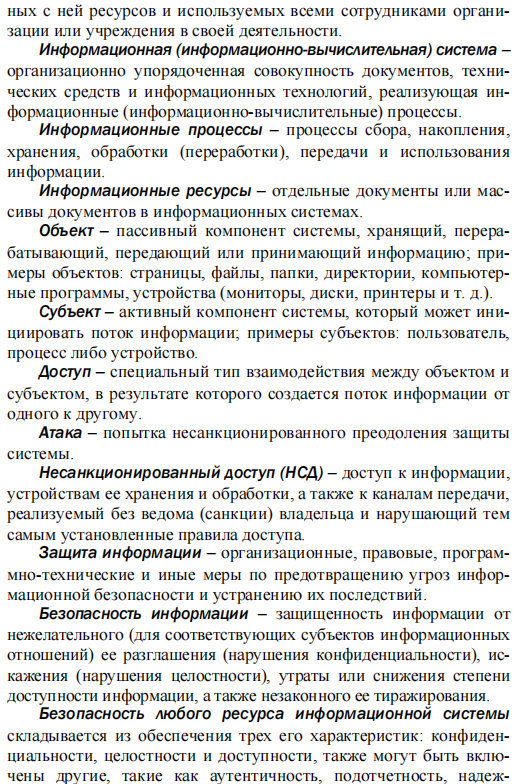 ных с ней ресурсов и используемых всеми сотрудниками органи-
зации или учреждения в своей деятельности.
Информационная (информационно-вычислительная) система –
организационно упорядоченная совокупность документов, техни-
ческих средств и информационных технологий, реализующая ин-
формационные (информационно-вычислительные) процессы.
Информационные процессы – процессы сбора, накопления,
хранения, обработки (переработки), передачи и использования
информации.
Информационные ресурсы – отдельные документы или мас-
сивы документов в информационных системах.
Объект – пассивный компонент системы, хранящий, перера-
батывающий, передающий или принимающий информацию; при-
меры объектов: страницы, файлы, папки, директории, компьютер-
ные программы, устройства (мониторы, диски, принтеры и т. д.).
Субъект – активный компонент системы, который может ини-
циировать поток информации; примеры субъектов: пользователь,
процесс либо устройство.
Доступ – специальный тип взаимодействия между объектом и
субъектом, в результате которого создается поток информации от
одного к другому.
Атака – попытка несанкционированного преодоления защиты
системы.
Несанкционированный доступ (НСД) – доступ к информации,
устройствам ее хранения и обработки, а также к каналам передачи,
реализуемый без ведома (санкции) владельца и нарушающий тем
самым установленные правила доступа.
Защита информации – организационные, правовые, програм-
мно-технические и иные меры по предотвращению угроз инфор-
мационной безопасности и устранению их последствий.
Безопасность информации – защищенность информации от
нежелательного (для соответствующих субъектов информационных
отношений) ее разглашения (нарушения конфиденциальности), ис-
кажения (нарушения целостности), утраты или снижения степени
доступности информации, а также незаконного ее тиражирования.
Безопасность любого ресурса информационной системы
складывается из обеспечения трех его характеристик: конфиден-
циальности, целостности и доступности, также могут быть вклю-
чены другие, такие как аутентичность, подотчетность, надеж-